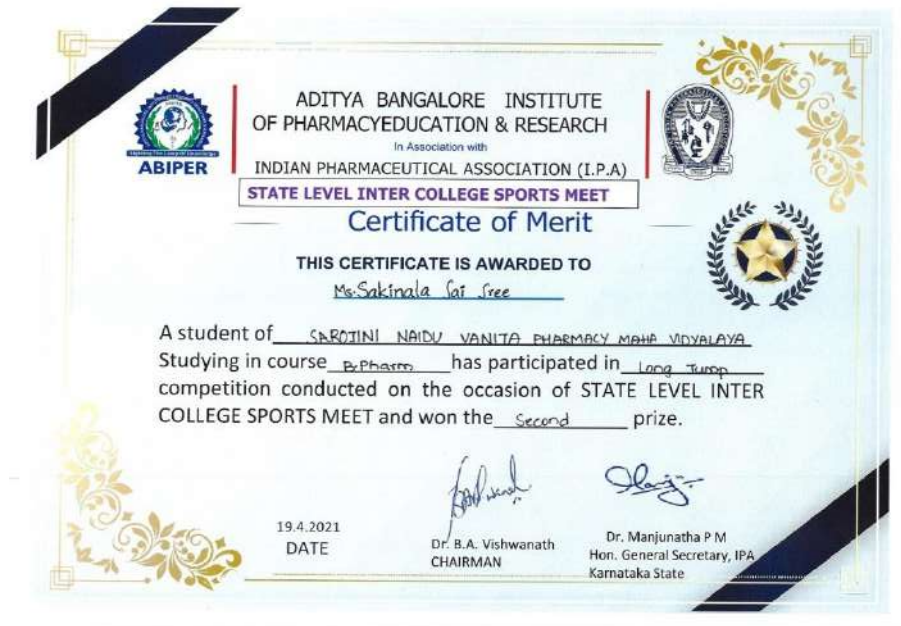 ADITYA BANGALORE INSTITUTE
OF PHARMACYEDUCATION & RESEARCH
In Association with
INDIAN PHARMACEUTICAL ASSOCIATION (I.P.A)
STATE LEVEL INTER COLLEGE SPORTS MEET
ABIPER
Certificate of Merit
THIS CERTIFICATE IS AWARDED TO
Ms. Sakinala Sai Sree
A student of SAROJINI NAIDU VANITA PHARMACY MAHA VIDYALAYA
Studying in course B.Pharm has participated in Long Jump
competition conducted on the occasion of STATE LEVEL INTER
COLLEGE SPORTS MEET and won the Second prize.
19.4.2021
DATE
Dr. B.A. Vishwanath
CHAIRMAN
Dr. Manjunatha P M
Hon. General Secretary, IPA
Karnataka State